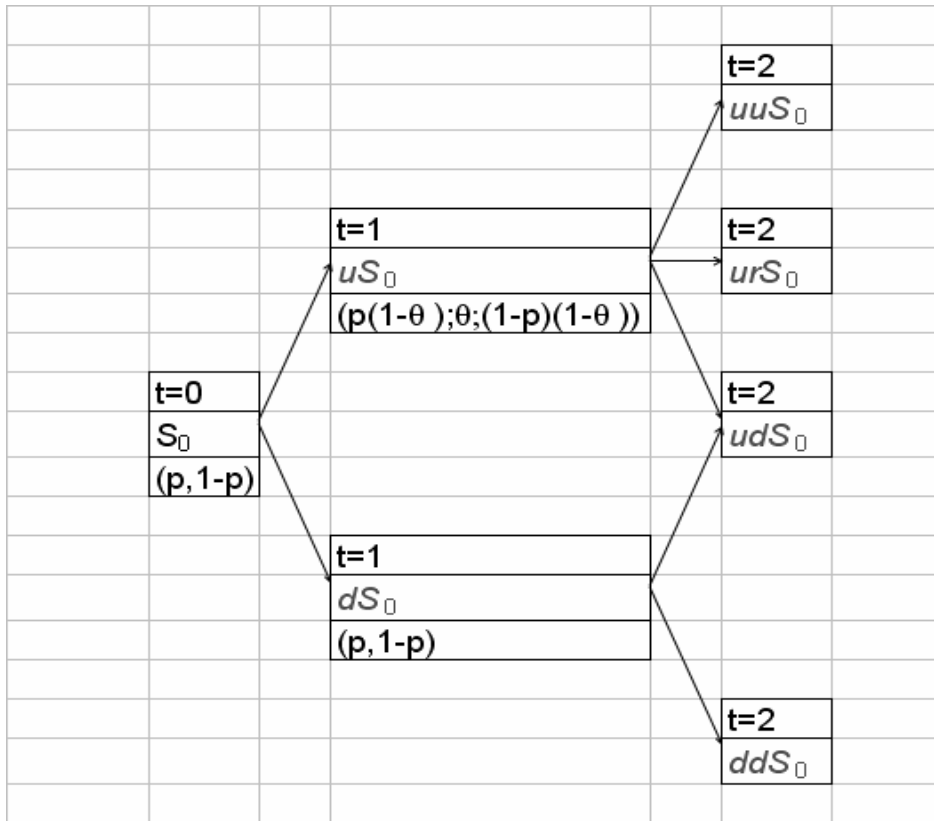 t=2
uuS₀
t=1
t=2
uS₀
urS₀
(p(1-θ );θ;(1-p)(1-θ ))
t=0
t=2
S₀
udS₀
(p,1-p)
t=1
dS₀
(p,1-p)
t=2
ddS₀